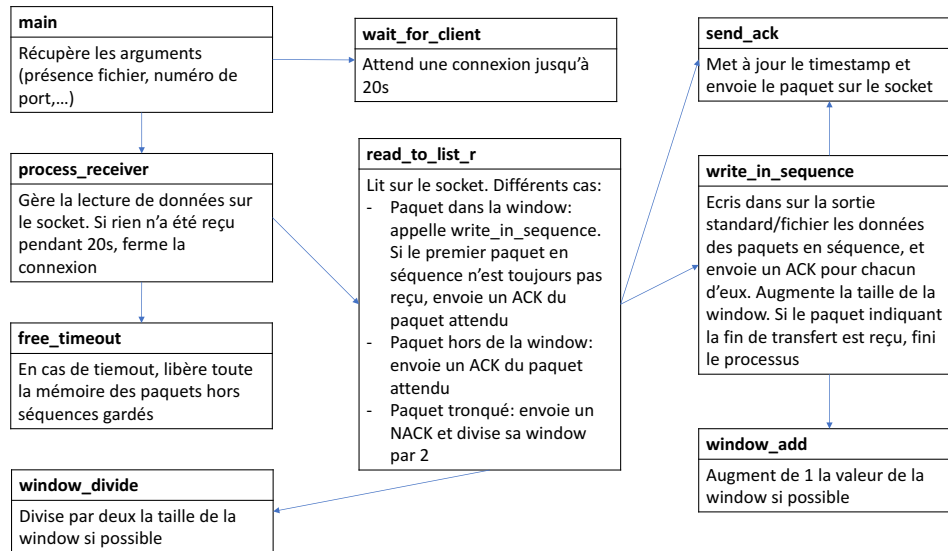 main
Récupère les arguments
(présence fichier, numéro de
port,…)
wait_for_client
Attend une connexion jusqu'à
20s
send_ack
Met à jour le timestamp et
envoie le paquet sur le socket
process_receiver
Gère la lecture de données sur
le socket. Si rien n'a été reçu
pendant 20s, ferme la
connexion
read_to_list_r
Lit sur le socket. Différents cas:
- Paquet dans la window:
appelle write_in_sequence.
Si le premier paquet en
séquence n'est toujours pas
reçu, envoie un ACK du
paquet attendu
- Paquet hors de la window:
envoie un ACK du paquet
attendu
- Paquet tronqué: envoie un
NACK et divise sa window
par 2
write_in_sequence
Ecris dans sur la sortie
standard/fichier les données
des paquets en séquence, et
envoie un ACK pour chacun
d'eux. Augmente la taille de la
window. Si le paquet indiquant
la fin de transfert est reçu, fini
le processus
free_timeout
En cas de tiemout, libère toute
la mémoire des paquets hors
séquences gardés
window_add
Augment de 1 la valeur de la
window si possible
window_divide
Divise par deux la taille de la
window si possible